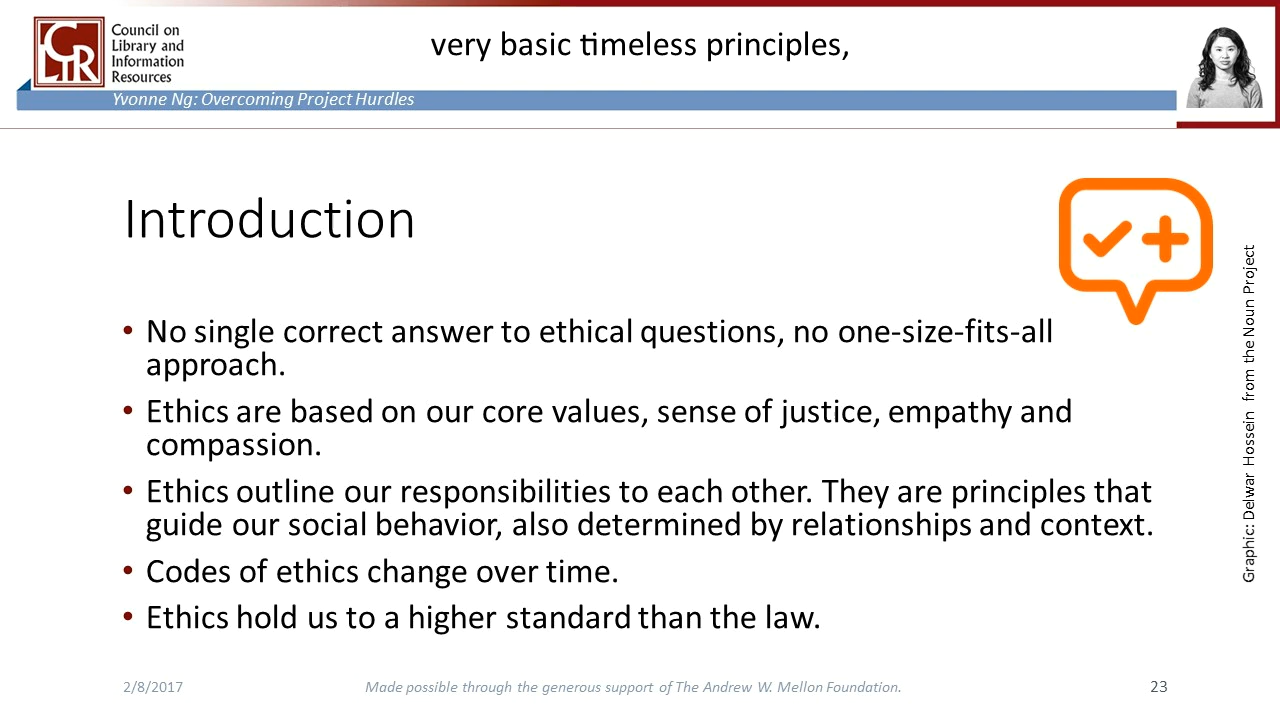 Council on
Library and
Information
Resources
CLIR
very basic timeless principles,
Yvonne Ng: Overcoming Project Hurdles
Introduction
• No single correct answer to ethical questions, no one-size-fits-all
approach.
• Ethics are based on our core values, sense of justice, empathy and
compassion.
• Ethics outline our responsibilities to each other. They are principles that
guide our social behavior, also determined by relationships and context.
• Codes of ethics change over time.
• Ethics hold us to a higher standard than the law.
Graphic: Delwar Hossein from the Noun Project
2/8/2017
Made possible through the generous support of The Andrew W. Mellon Foundation.
23